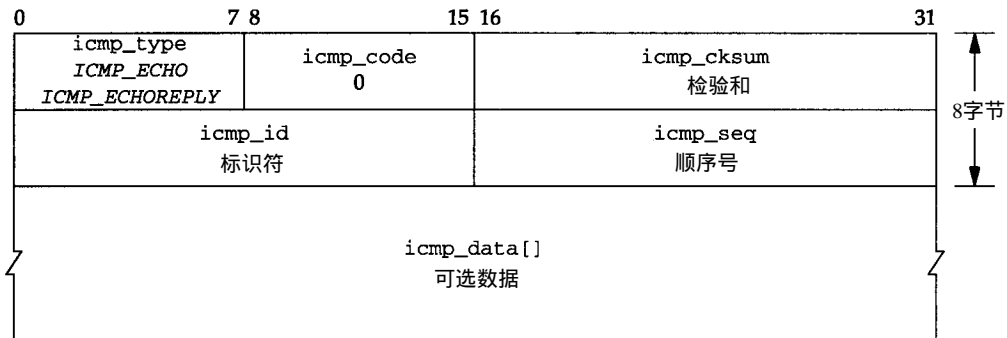 0 7 8 15 16 31
icmp_type
ICMP_ECHO
ICMP_ECHOREPLY
icmp_code
0
icmp_cksum
检验和
8字节
icmp_id
标识符
icmp_seq
顺序号
icmp_data[]
可选数据